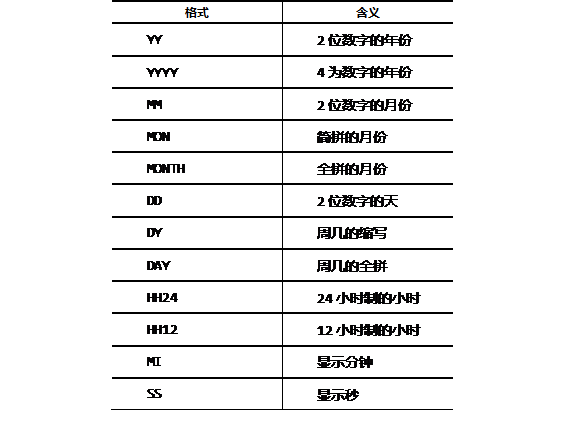 格式 含义
YY 2位数字的年份
YYYY 4为数字的年份
MM 2位数字的月份
MON 简拼的月份
MONTH 全拼的月份
DD 2位数字的天
DY 周几的缩写
DAY 周几的全拼
HH24 24小时制的小时
HH12 12小时制的小时
MI 显示分钟
SS 显示秒